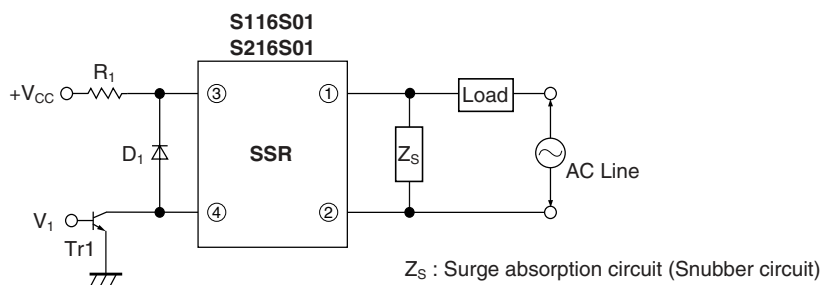 S116S01
S216S01
R1
+VCC
③
①
Load
D1
SSR
ZS
AC Line
V1
④
②
Tr1
ZS : Surge absorption circuit (Snubber circuit)